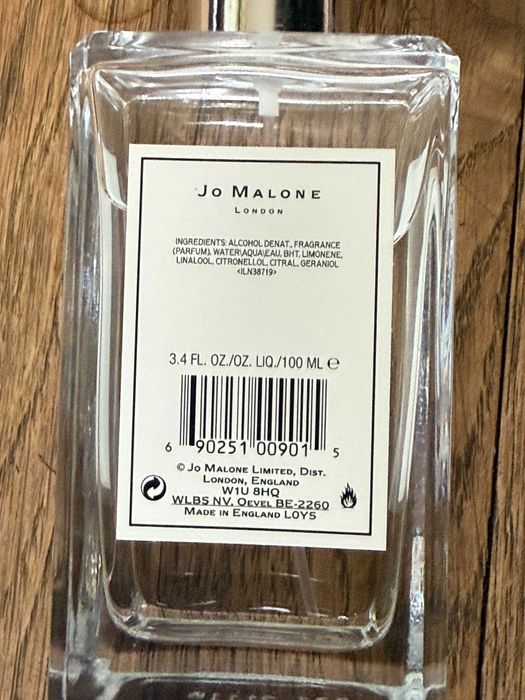 Jo Malone
London
INGREDIENTS: ALCOHOL DENAT., FRAGRANCE
(PARFUM), WATER\AQUA\EAU, BHT, LIMONENE,
LINALOOL, CITRONELLOL, CITRAL, GERANIOL
<ILN38719>
3.4 FL. OZ./OZ. LIQ./100 ML ℮
6 90251 00901 5
© Jo Malone Limited, Dist.
London, England
W1U 8HQ
WLBS NV. Oevel BE-2260
Made in England L0Y5